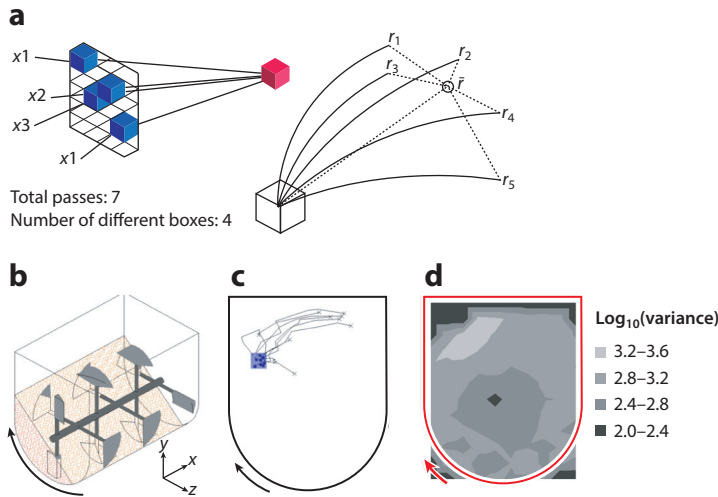 a
x1
x2
x3
x1
Total passes: 7
Number of different boxes: 4
r1
r2
r3
r̄
r4
r5
b
y
x
z
c
d
Log10(variance)
3.2–3.6
2.8–3.2
2.4–2.8
2.0–2.4